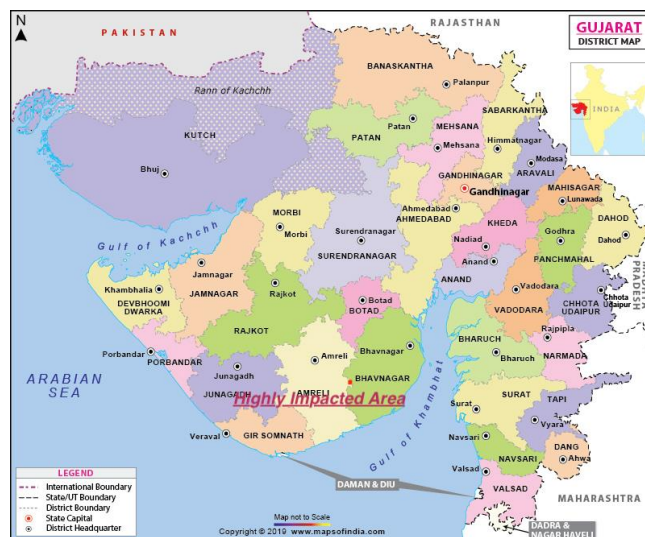 N
PAKISTAN
RAJASTHAN
GUJARAT
DISTRICT MAP
INDIA
BANASKANTHA
Palanpur
Rann of Kachchh
KUTCH
Bhuj
PATAN
Patan
MEHSANA
Mehsana
SABARKANTHA
Himmatnagar
ARAVALI
Modasa
GANDHINAGAR
Gandhinagar
MAHISAGAR
Lunawada
Ahmedabad
AHMEDABAD
KHEDA
Nadiad
Godhra
PANCHMAHAL
DAHOD
Dahod
MORBI
Morbi
Surendranagar
SURENDRANAGAR
Gulf of Kachchh
Anand
ANAND
Jamnagar
JAMNAGAR
Khambhalia
DEVBHOOMI
DWARKA
Rajkot
RAJKOT
Botad
BOTAD
Vadodara
VADODARA
Chhota
Udaipur
CHHOTA
UDAIPUR
PRADESH
Rajpipla
NARMADA
BHARUCH
Bharuch
Porbandar
PORBANDAR
Junagadh
JUNAGADH
Amreli
AMRELI
Bhavnagar
BHAVNAGAR
Highly Impacted Area
ARABIAN
SEA
Gulf of Khambhat
SURAT
Surat
TAPI
Vyara
Veraval
GIR SOMNATH
Navsari
NAVSARI
DANG
Ahwa
Valsad
VALSAD
DAMAN & DIU
MAHARASHTRA
DADRA &
NAGAR HAVELI
LEGEND
International Boundary
State/UT Boundary
District Boundary
State Capital
District Headquarter
Map not to Scale
Copyright © 2019 www.mapsofindia.com